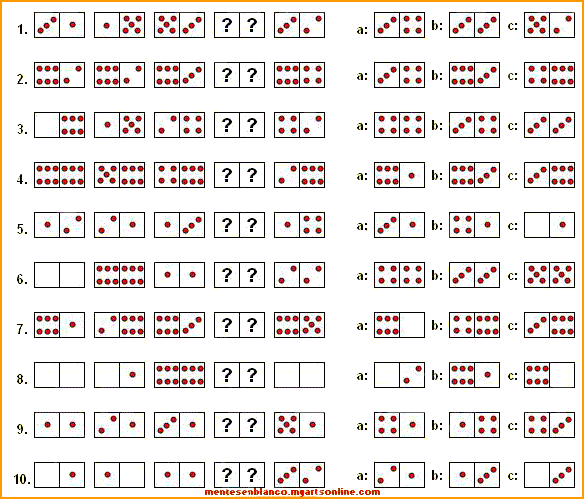 1. ? ? a: b: c:
2. ? ? a: b: c:
3. ? ? a: b: c:
4. ? ? a: b: c:
5. ? ? a: b: c:
6. ? ? a: b: c:
7. ? ? a: b: c:
8. ? ? a: b: c:
9. ? ? a: b: c:
10. ? ? a: b: c:
mentesenblanco.mgartsonline.com